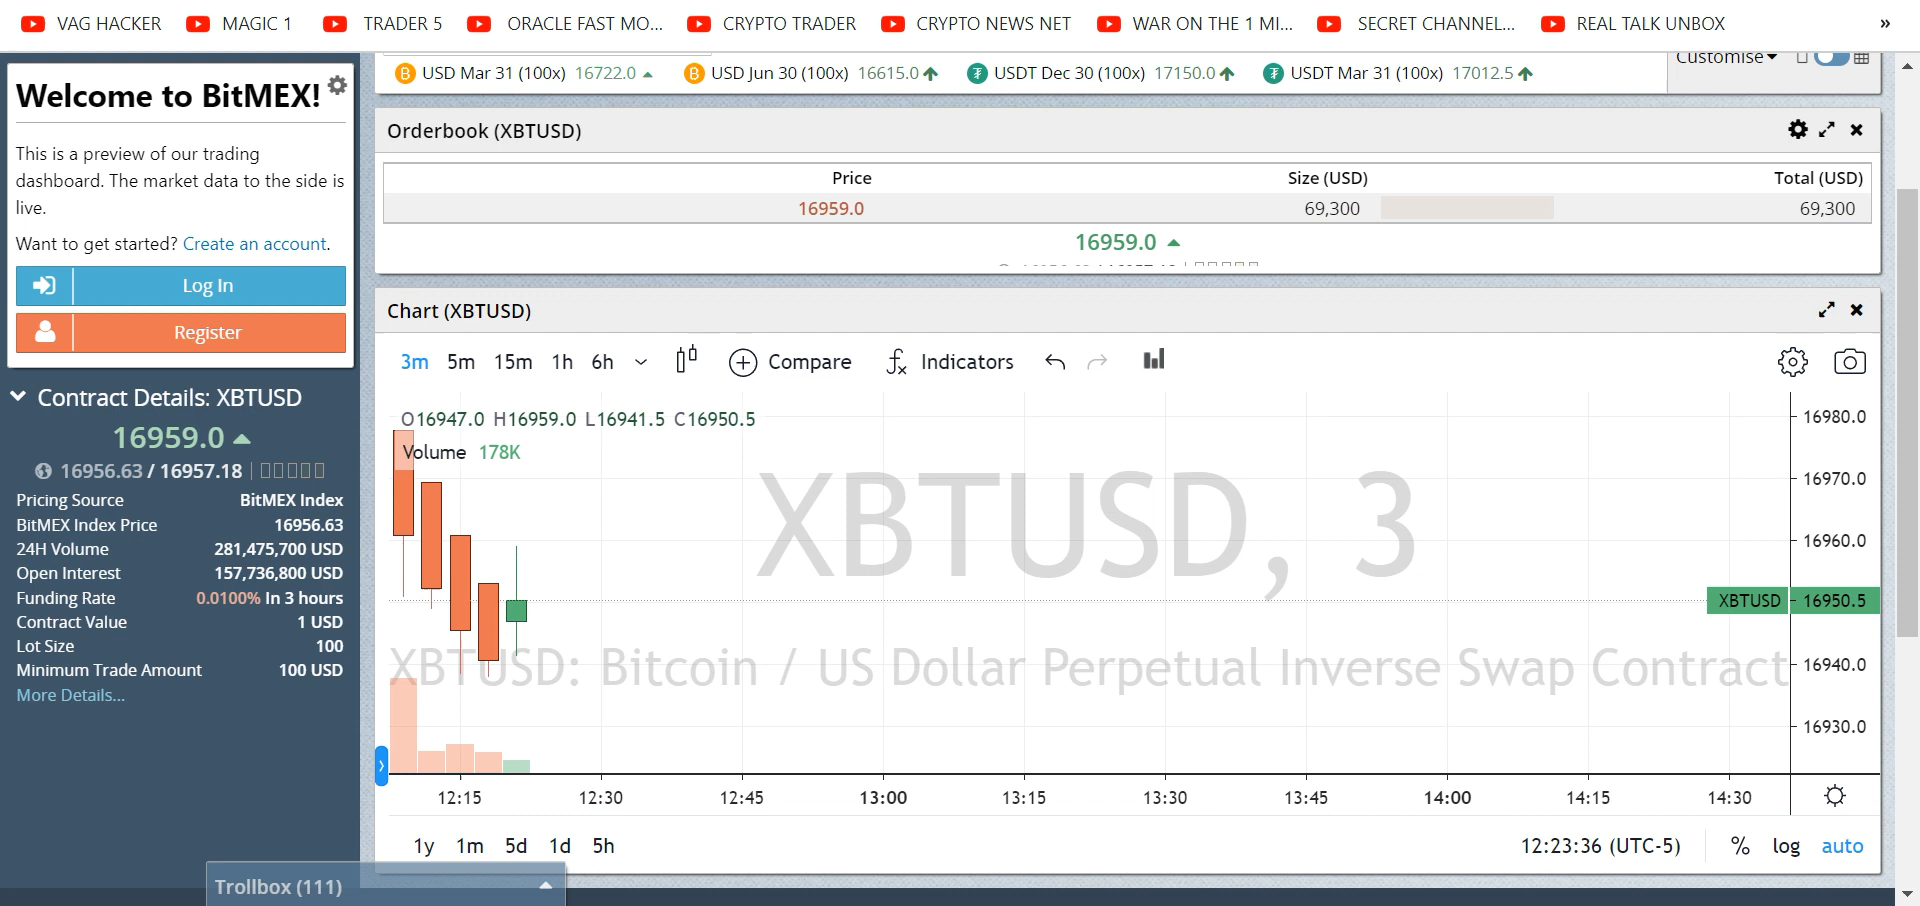 VAG HACKER MAGIC 1 TRADER 5 ORACLE FAST MO... CRYPTO TRADER CRYPTO NEWS NET WAR ON THE 1 MI... SECRET CHANNEL... REAL TALK UNBOX »
Welcome to BitMEX!
This is a preview of our trading
dashboard. The market data to the side is
live.
Want to get started? Create an account.
Log In
Register
Contract Details: XBTUSD
16959.0
16956.63 / 16957.18
Pricing Source BitMEX Index
BitMEX Index Price 16956.63
24H Volume 281,475,700 USD
Open Interest 157,736,800 USD
Funding Rate 0.0100% In 3 hours
Contract Value 1 USD
Lot Size 100
Minimum Trade Amount 100 USD
More Details...
USD Mar 31 (100x) 16722.0 USD Jun 30 (100x) 16615.0 USDT Dec 30 (100x) 17150.0 USDT Mar 31 (100x) 17012.5
Customise
Orderbook (XBTUSD)
Price Size (USD) Total (USD)
16959.0 69,300 69,300
16959.0
Chart (XBTUSD)
3m 5m 15m 1h 6h Compare Indicators
O16947.0 H16959.0 L16941.5 C16950.5
Volume 178K
XBTUSD, 3
XBTUSD: Bitcoin / US Dollar Perpetual Inverse Swap Contract
16980.0
16970.0
16960.0
XBTUSD 16950.5
16940.0
16930.0
12:15 12:30 12:45 13:00 13:15 13:30 13:45 14:00 14:15 14:30
1y 1m 5d 1d 5h 12:23:36 (UTC-5) % log auto
Trollbox (111)